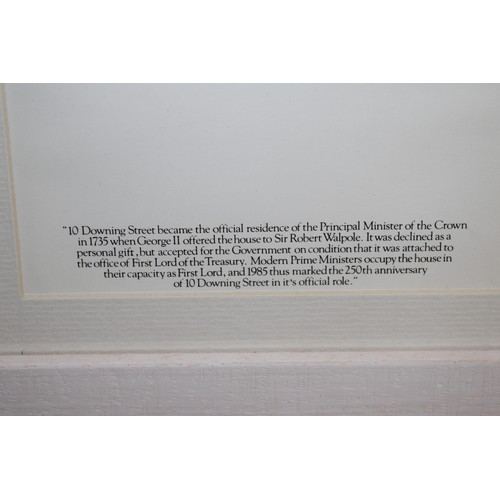 "10 Downing Street became the official residence of the Principal Minister of the Crown
in 1735 when George II offered the house to Sir Robert Walpole. It was declined as a
personal gift, but accepted for the Government on condition that it was attached to
the office of First Lord of the Treasury. Modern Prime Ministers occupy the house in
their capacity as First Lord, and 1985 thus marked the 250th anniversary
of 10 Downing Street in it's official role."